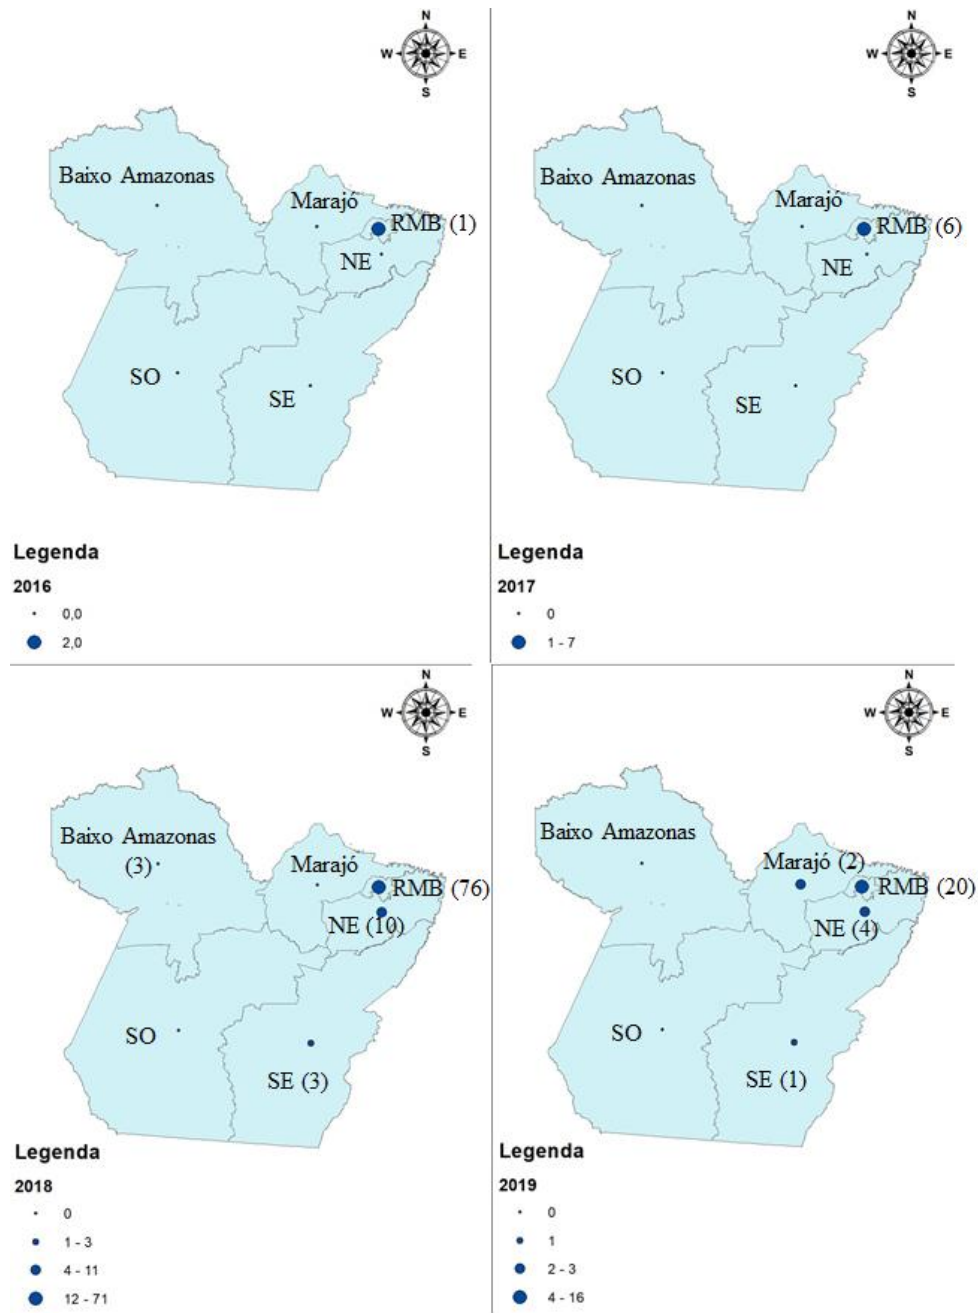 N
W E
S
Baixo Amazonas
Marajó
RMB (1)
NE
SO
SE
Legenda
2016
0,0
2,0
N
W E
S
Baixo Amazonas
Marajó
RMB (6)
NE
SO
SE
Legenda
2017
0
1 - 7
N
W E
S
Baixo Amazonas
(3)
Marajó
RMB (76)
NE (10)
SO
SE (3)
Legenda
2018
0
1 - 3
4 - 11
12 - 71
N
W E
S
Baixo Amazonas
Marajó (2)
RMB (20)
NE (4)
SO
SE (1)
Legenda
2019
0
1
2 - 3
4 - 16